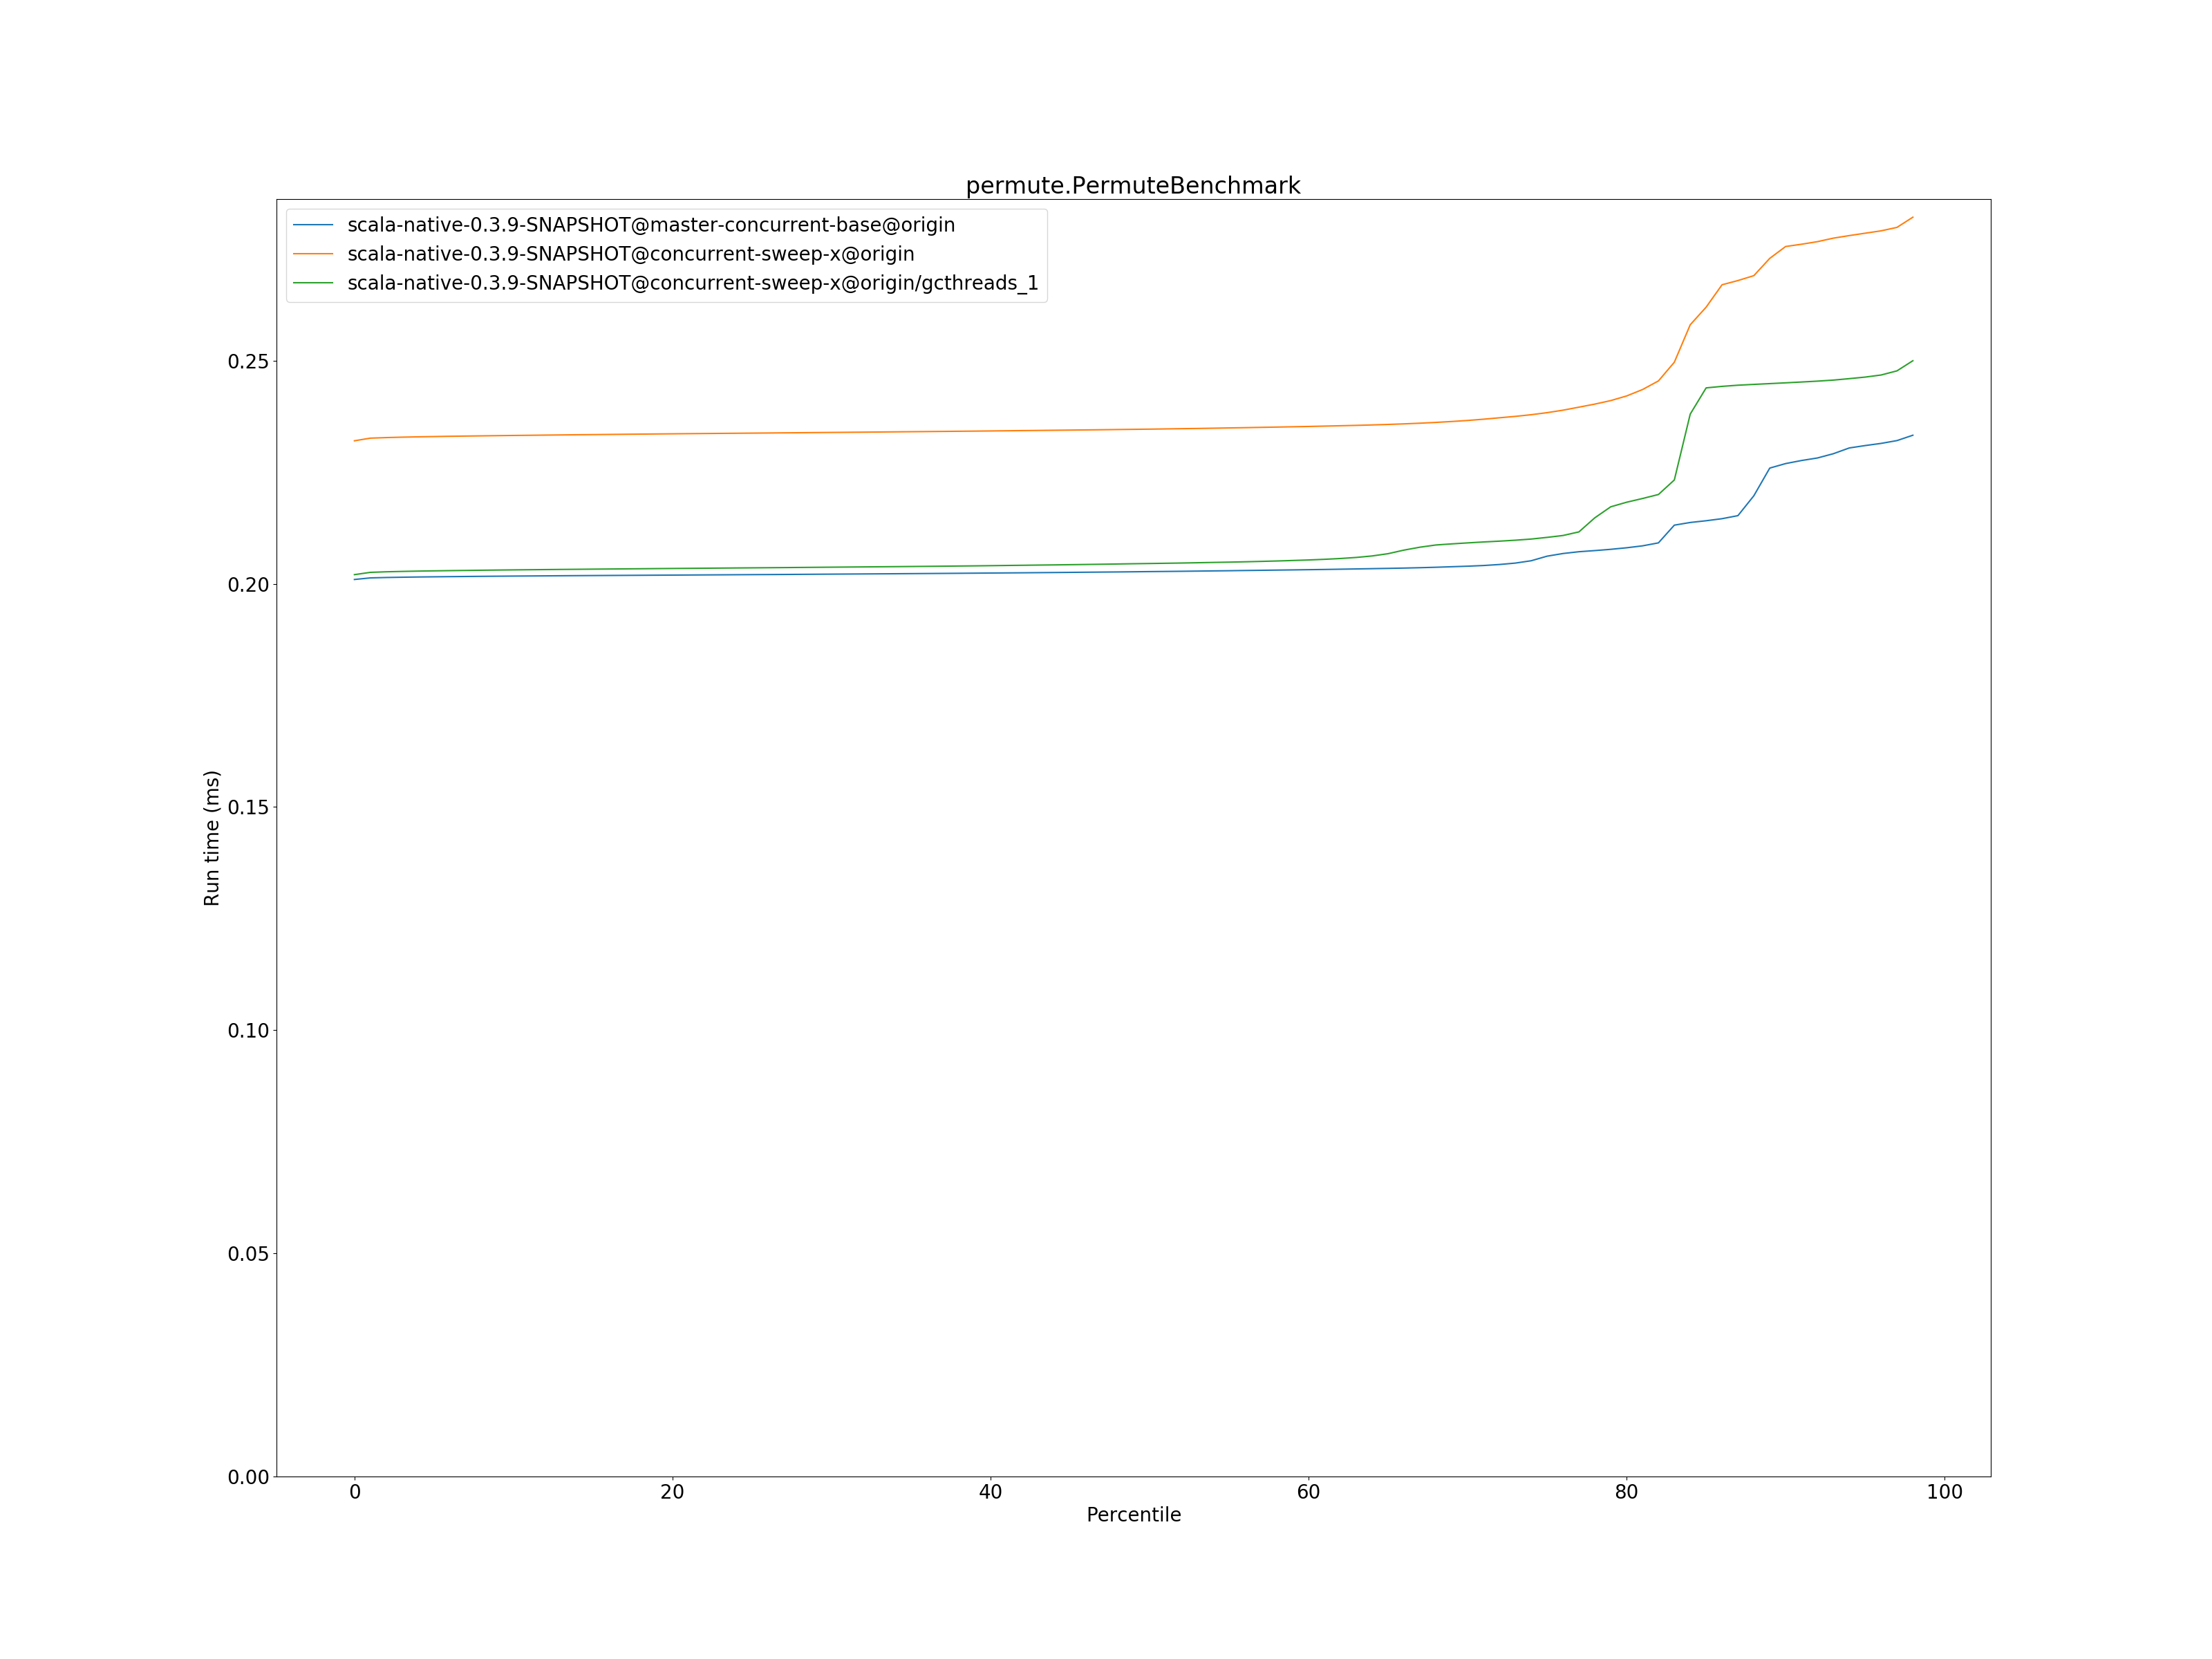 permute.PermuteBenchmark
scala-native-0.3.9-SNAPSHOT@master-concurrent-base@origin
scala-native-0.3.9-SNAPSHOT@concurrent-sweep-x@origin
scala-native-0.3.9-SNAPSHOT@concurrent-sweep-x@origin/gcthreads_1
0.25
0.20
0.15
0.10
0.05
0.00
Run time (ms)
0 20 40 60 80 100
Percentile